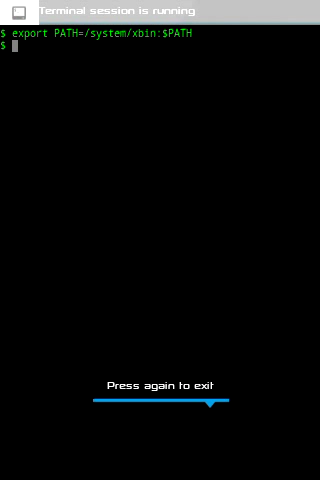 Terminal session is running
$ export PATH=/system/xbin:$PATH
$
Press again to exit